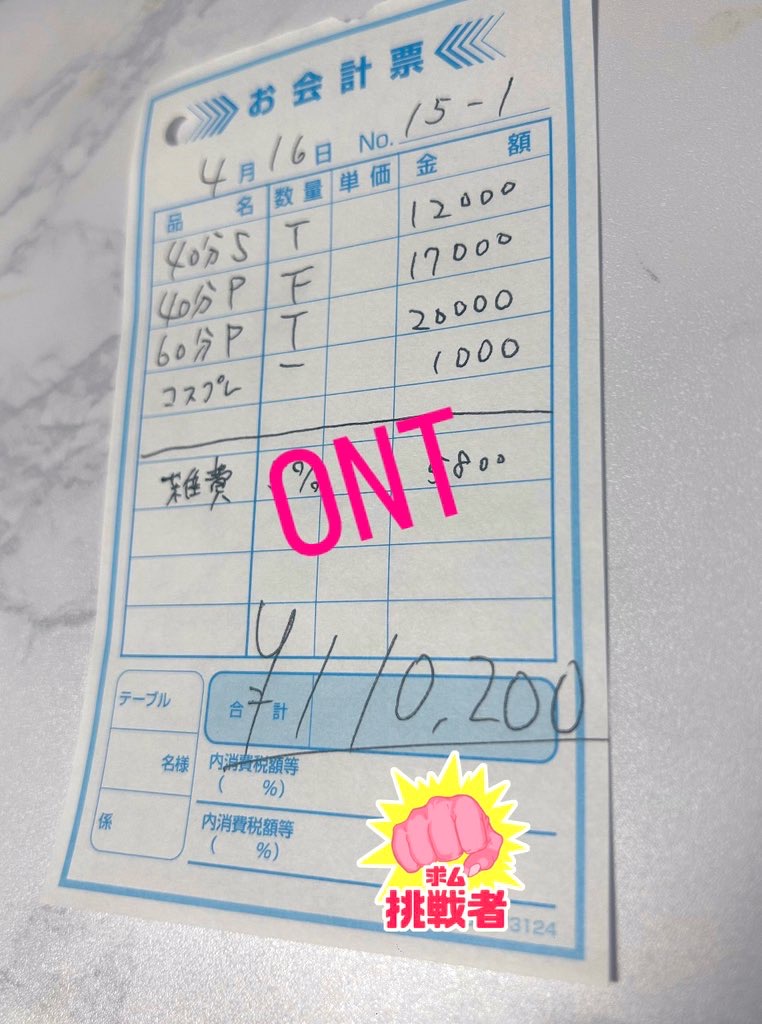 お会計票
4月16日 No. 15-1
品名 数量 単価 金額
40分S T 12000
40分P F 17000
60分P T 20000
コスプレ 一 1000
雑費 % 5800
ONT
合計 ¥110,200
テーブル
名様
係
内消費税額等
( %)
内消費税額等
( %)
求ム
挑戦者
3124